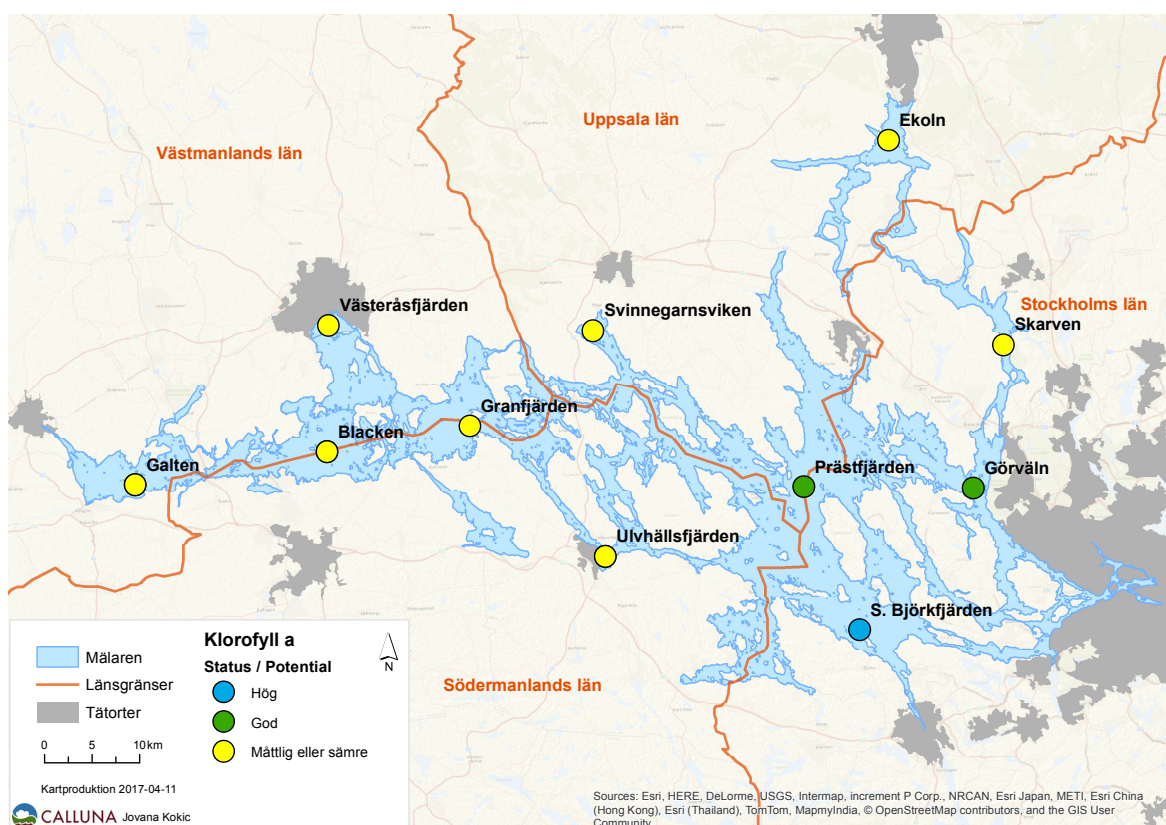 Ekoln
Uppsala län
Västmanlands län
Stockholms län
Västeråsfjärden
Svinnegarnsviken
Skarven
Granfjärden
Blacken
Galten
Prästfjärden
Görväln
Ulvhällsfjärden
S. Björkfjärden
Södermanlands län
Mälaren
Länsgränser
Tätorter
0 5 10 km
Klorofyll a
Status / Potential
Hög
God
Måttlig eller sämre
N
Kartproduktion 2017-04-11
CALLUNA Jovana Kokic
Sources: Esri, HERE, DeLorme, USGS, Intermap, increment P Corp., NRCAN, Esri Japan, METI, Esri China
(Hong Kong), Esri (Thailand), TomTom, MapmyIndia, © OpenStreetMap contributors, and the GIS User
Community